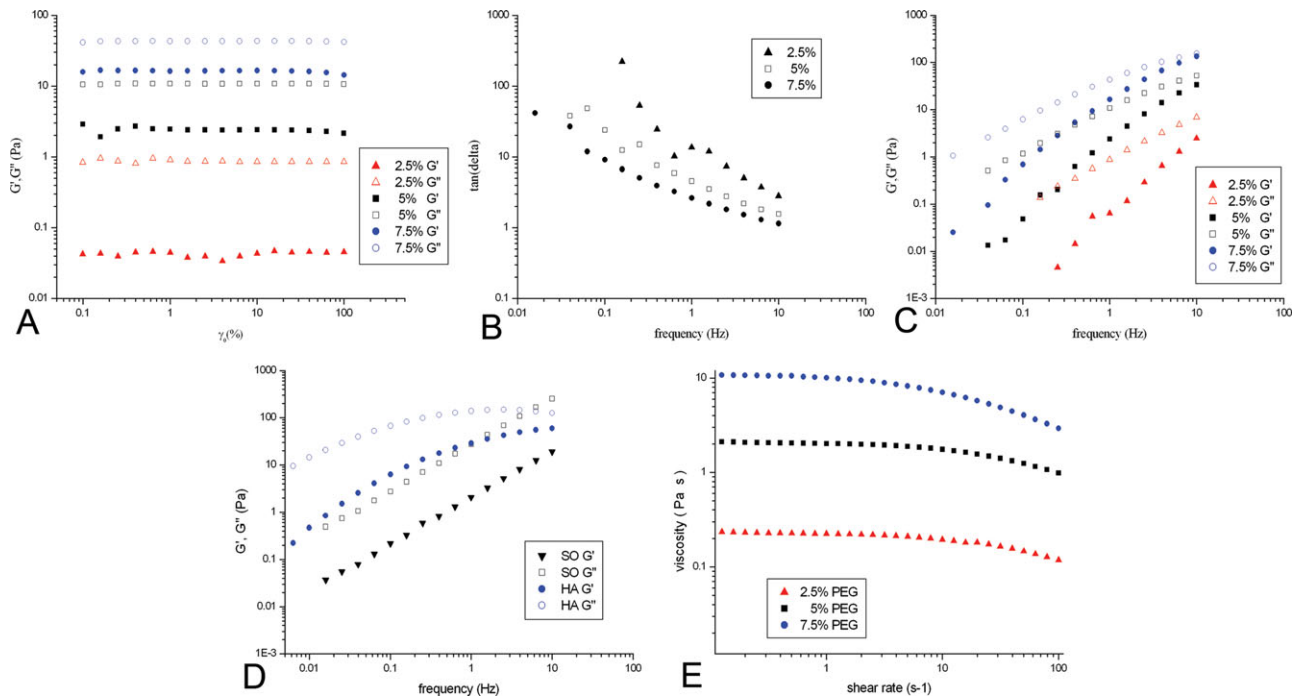 G',G'' (Pa)
100
10
1
0.1
0.01
0.1
1
10
100
γ₀(%)
2.5% G'
2.5% G''
5% G'
5% G''
7.5% G'
7.5% G''
A
tan(delta)
1000
100
10
1
0.1
0.01
0.1
1
10
100
frequency (Hz)
2.5%
5%
7.5%
B
G',G'' (Pa)
1000
100
10
1
0.1
0.01
1E-3
0.01
0.1
1
10
100
frequency (Hz)
2.5% G'
2.5% G''
5% G'
5% G''
7.5% G'
7.5% G''
C
G', G'' (Pa)
1000
100
10
1
0.1
0.01
1E-3
0.01
0.1
1
10
100
frequency (Hz)
SO G'
SO G''
HA G'
HA G''
D
viscosity ( Pa s )
10
1
0.1
1
10
100
shear rate (s-1)
2.5% PEG
5% PEG
7.5% PEG
E